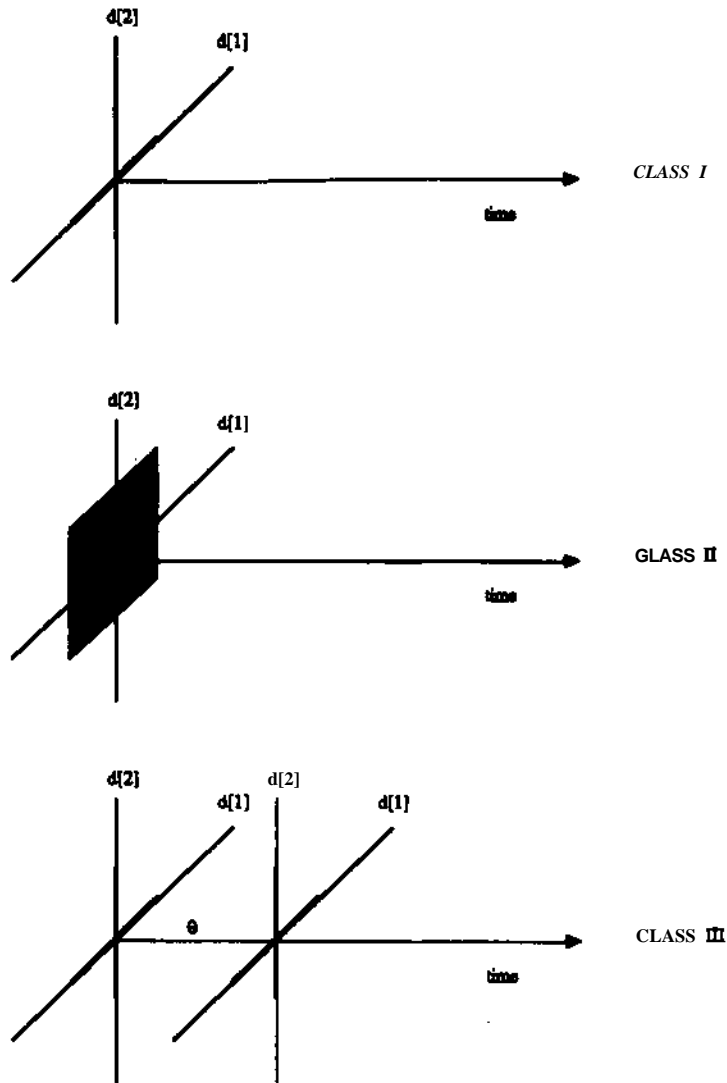 d[2]
d[1]
CLASS I
time
d[2]
d[1]
GLASS II
time
d[2]
d[1]
d[2]
d[1]
θ
CLASS III
time